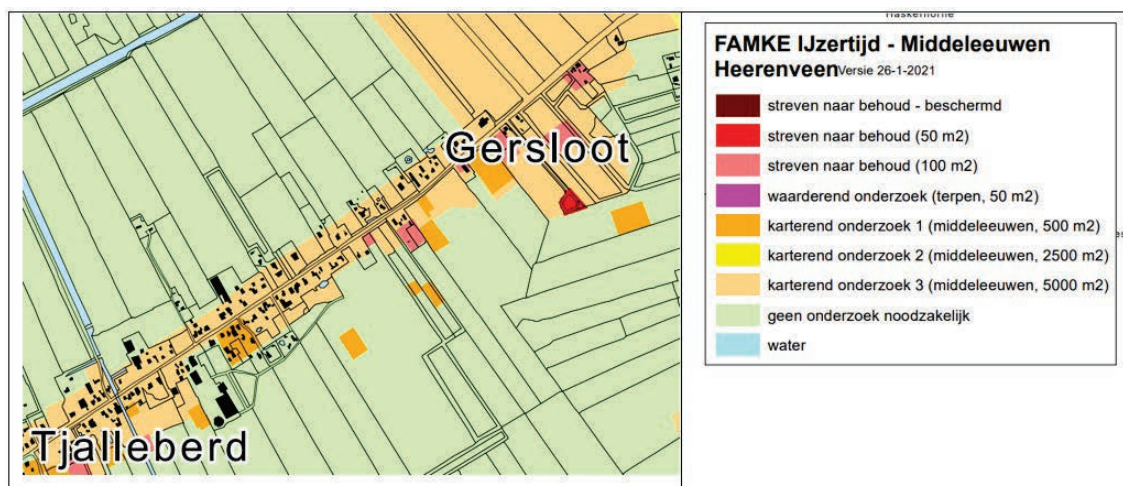 Gersloot
Tjalleberd
FAMKE IJzertijd - Middeleeuwen
Heerenveen Versie 26-1-2021
streven naar behoud - beschermd
streven naar behoud (50 m2)
streven naar behoud (100 m2)
waarderend onderzoek (terpen, 50 m2)
karterend onderzoek 1 (middeleeuwen, 500 m2)
karterend onderzoek 2 (middeleeuwen, 2500 m2)
karterend onderzoek 3 (middeleeuwen, 5000 m2)
geen onderzoek noodzakelijk
water